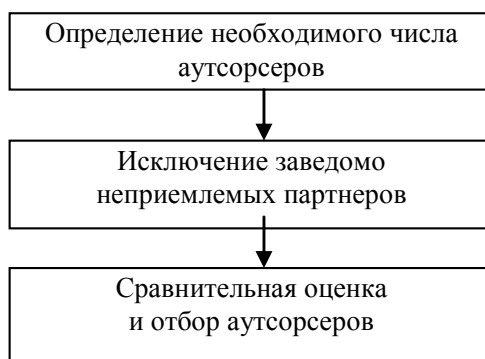 Определение необходимого числа
аутсорсеров
Исключение заведомо
неприемлемых партнеров
Сравнительная оценка
и отбор аутсорсеров